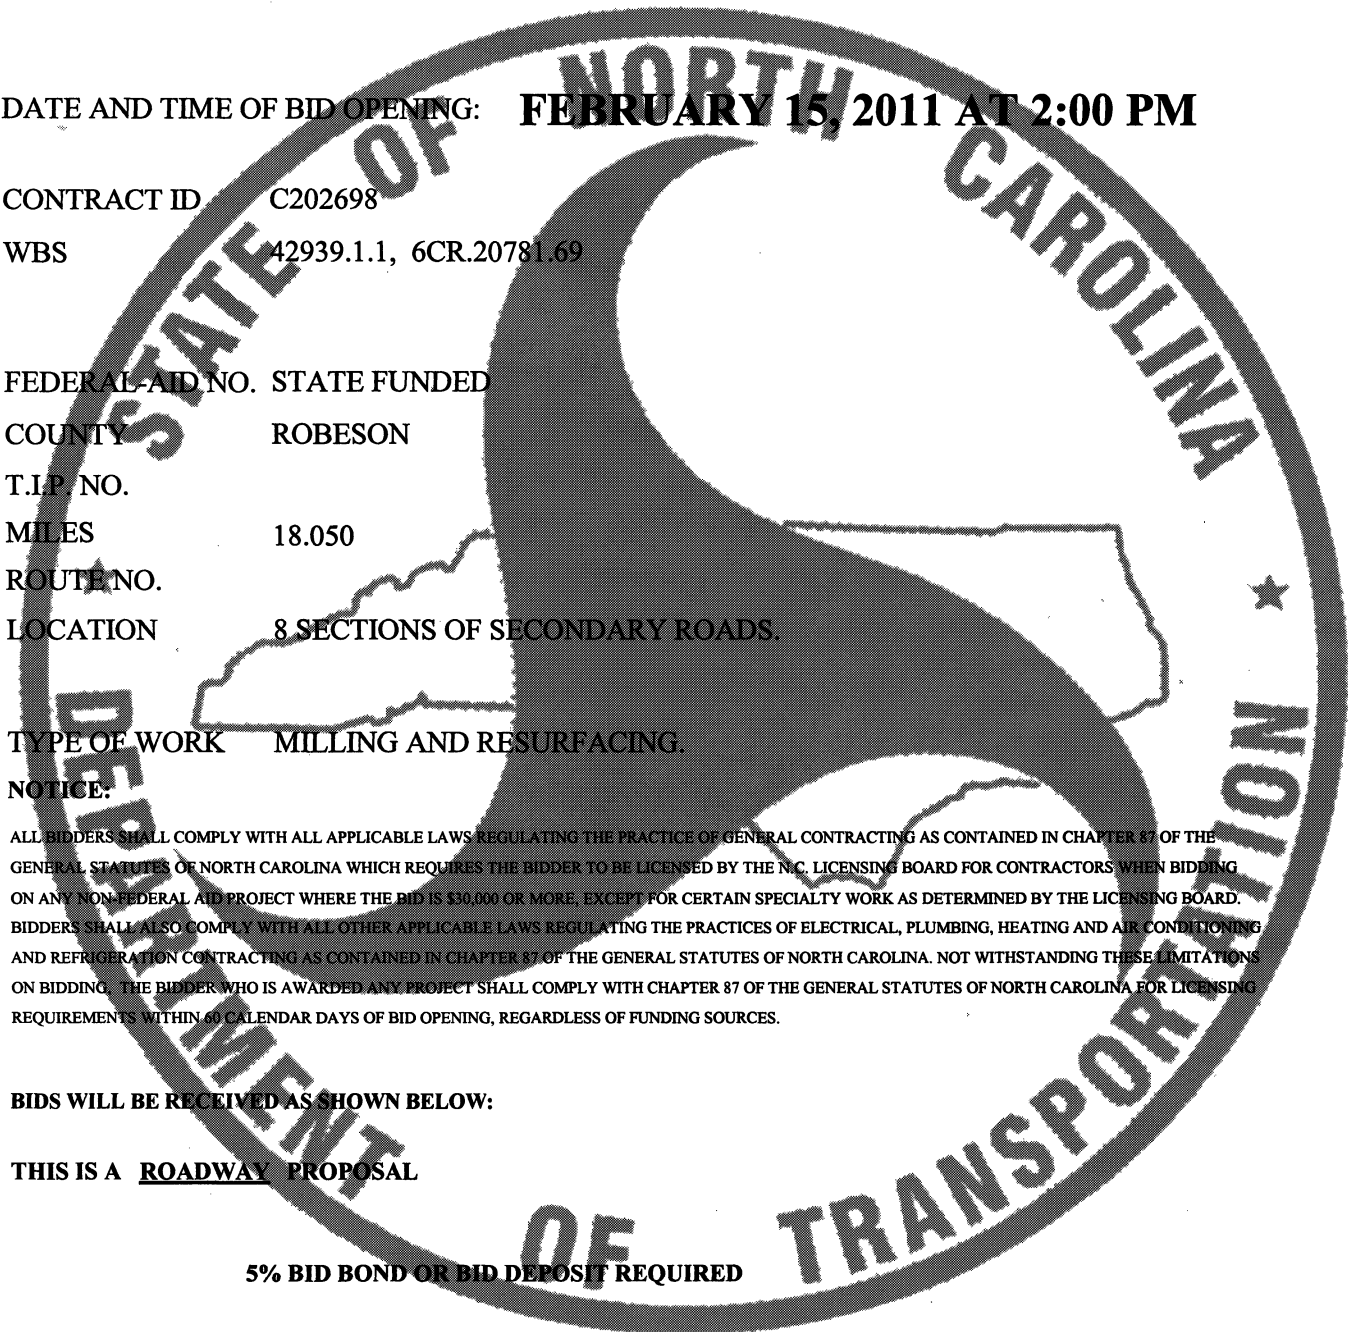 DATE AND TIME OF BID OPENING: FEBRUARY 15, 2011 AT 2:00 PM
CONTRACT ID C202698
WBS 42939.1.1, 6CR.20781.69
FEDERAL-AID NO. STATE FUNDED
COUNTY ROBESON
T.I.P. NO.
MILES 18.050
ROUTE NO.
LOCATION 8 SECTIONS OF SECONDARY ROADS.
TYPE OF WORK MILLING AND RESURFACING.
NOTICE:
ALL BIDDERS SHALL COMPLY WITH ALL APPLICABLE LAWS REGULATING THE PRACTICE OF GENERAL CONTRACTING AS CONTAINED IN CHAPTER 87 OF THE
GENERAL STATUTES OF NORTH CAROLINA WHICH REQUIRES THE BIDDER TO BE LICENSED BY THE N.C. LICENSING BOARD FOR CONTRACTORS WHEN BIDDING
ON ANY NON-FEDERAL AID PROJECT WHERE THE BID IS $30,000 OR MORE, EXCEPT FOR CERTAIN SPECIALTY WORK AS DETERMINED BY THE LICENSING BOARD.
BIDDERS SHALL ALSO COMPLY WITH ALL OTHER APPLICABLE LAWS REGULATING THE PRACTICES OF ELECTRICAL, PLUMBING, HEATING AND AIR CONDITIONING
AND REFRIGERATION CONTRACTING AS CONTAINED IN CHAPTER 87 OF THE GENERAL STATUTES OF NORTH CAROLINA. NOT WITHSTANDING THESE LIMITATIONS
ON BIDDING, THE BIDDER WHO IS AWARDED ANY PROJECT SHALL COMPLY WITH CHAPTER 87 OF THE GENERAL STATUTES OF NORTH CAROLINA FOR LICENSING
REQUIREMENTS WITHIN 60 CALENDAR DAYS OF BID OPENING, REGARDLESS OF FUNDING SOURCES.
BIDS WILL BE RECEIVED AS SHOWN BELOW:
THIS IS A ROADWAY PROPOSAL
5% BID BOND OR BID DEPOSIT REQUIRED
STATE OF NORTH CAROLINA
DEPARTMENT OF TRANSPORTATION